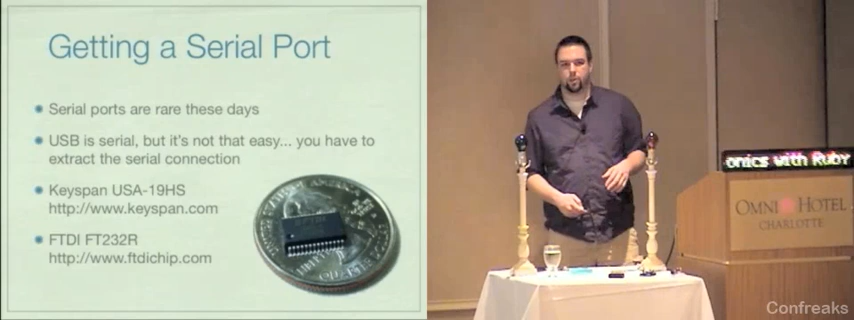 Getting a Serial Port
Serial ports are rare these days
USB is serial, but it's not that easy... you have to
extract the serial connection
Keyspan USA-19HS
http://www.keyspan.com
FTDI FT232R
http://www.ftdichip.com
onics with Ruby
OMNI HOTEL
CHARLOTTE
Confreaks